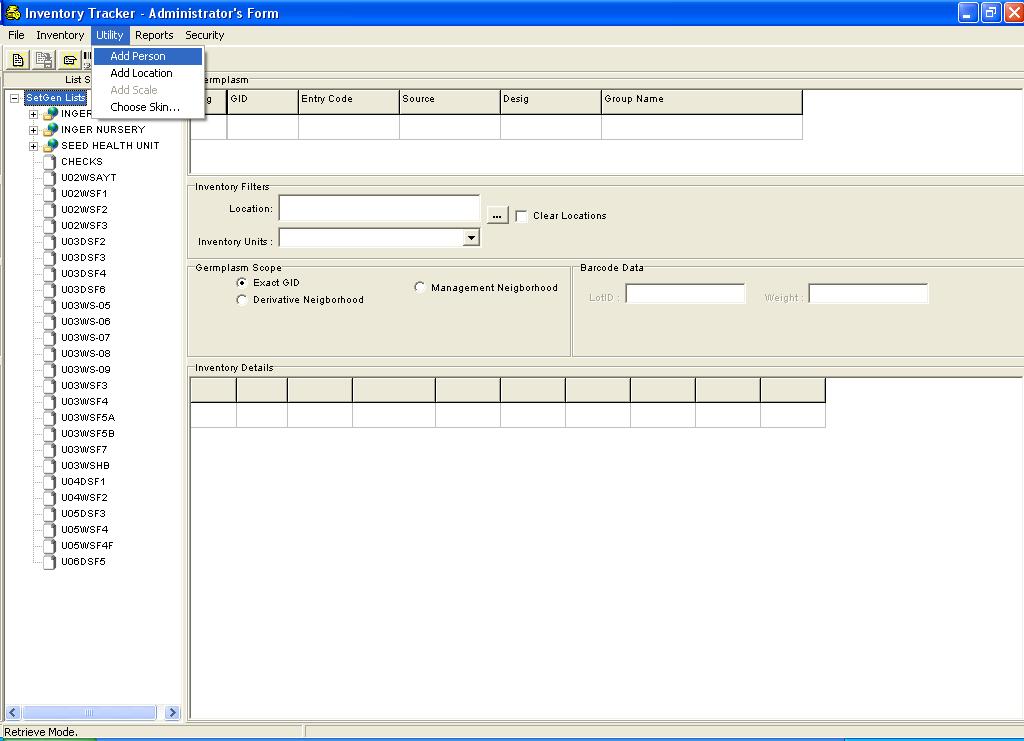 Inventory Tracker - Administrator's Form
File Inventory Utility Reports Security
Add Person
Add Location
Add Scale
Choose Skin...
List S
SetGen Lists
INGER
INGER NURSERY
SEED HEALTH UNIT
CHECKS
U02WSAYT
U02WSF1
U02WSF2
U02WSF3
U03DSF2
U03DSF3
U03DSF4
U03DSF6
U03WS-05
U03WS-06
U03WS-07
U03WS-08
U03WS-09
U03WSF3
U03WSF4
U03WSF5A
U03WSF5B
U03WSF7
U03WSHB
U04DSF1
U04WSF2
U05DSF3
U05WSF4
U05WSF4F
U06DSF5
ermplasm
g GID Entry Code Source Desig Group Name
Inventory Filters
Location: ... Clear Locations
Inventory Units :
Germplasm Scope
Exact GID
Management Neigborhood
Derivative Neigborhood
Barcode Data
LotID : Weight :
Inventory Details
Retrieve Mode.